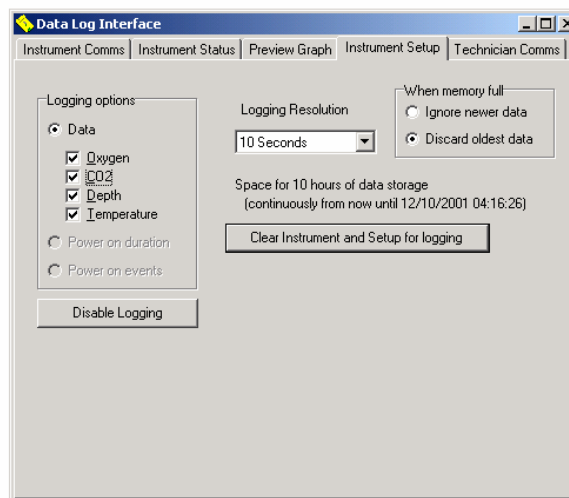 Data Log Interface
Instrument Comms Instrument Status Preview Graph Instrument Setup Technician Comms
Logging options
Data
Oxygen
CO2
Depth
Temperature
Power on duration
Power on events
Disable Logging
Logging Resolution
10 Seconds
When memory full
Ignore newer data
Discard oldest data
Space for 10 hours of data storage
(continuously from now until 12/10/2001 04:16:26)
Clear Instrument and Setup for logging